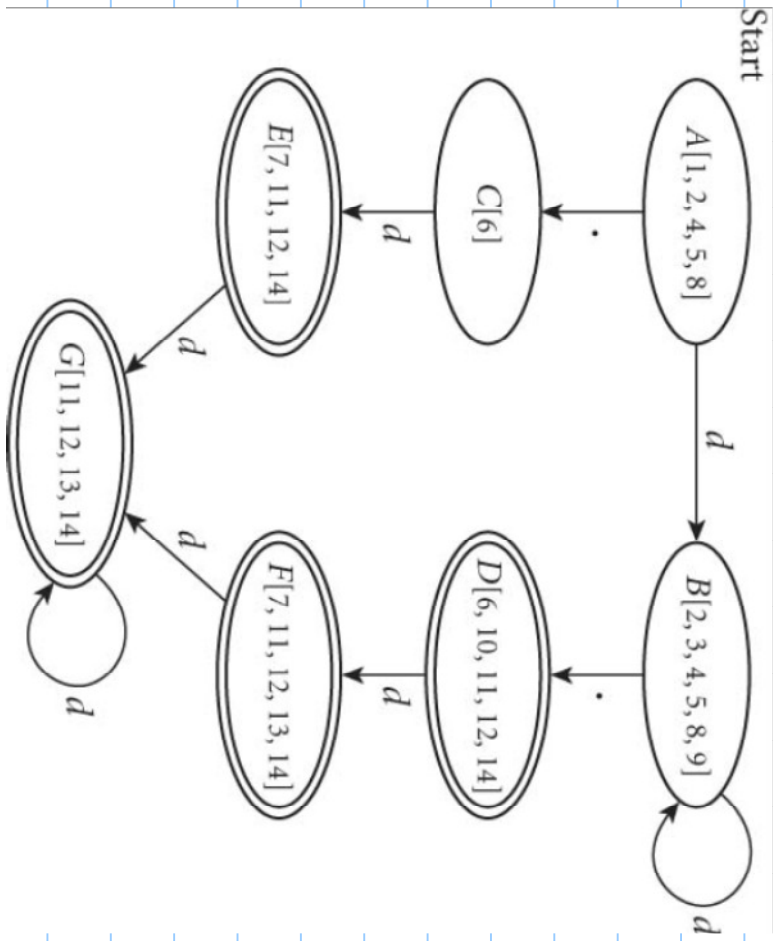 Start
A[1, 2, 4, 5, 8]
d
B[2, 3, 4, 5, 8, 9]
d
.
.
C[6]
D[6, 10, 11, 12, 14]
d
d
E[7, 11, 12, 14]
F[7, 11, 12, 13, 14]
d
d
G[11, 12, 13, 14]
d